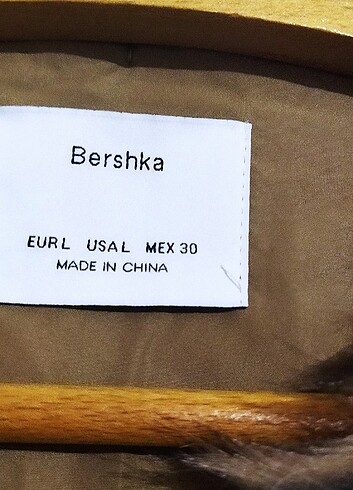 Bershka
EUR L USA L MEX 30
MADE IN CHINA